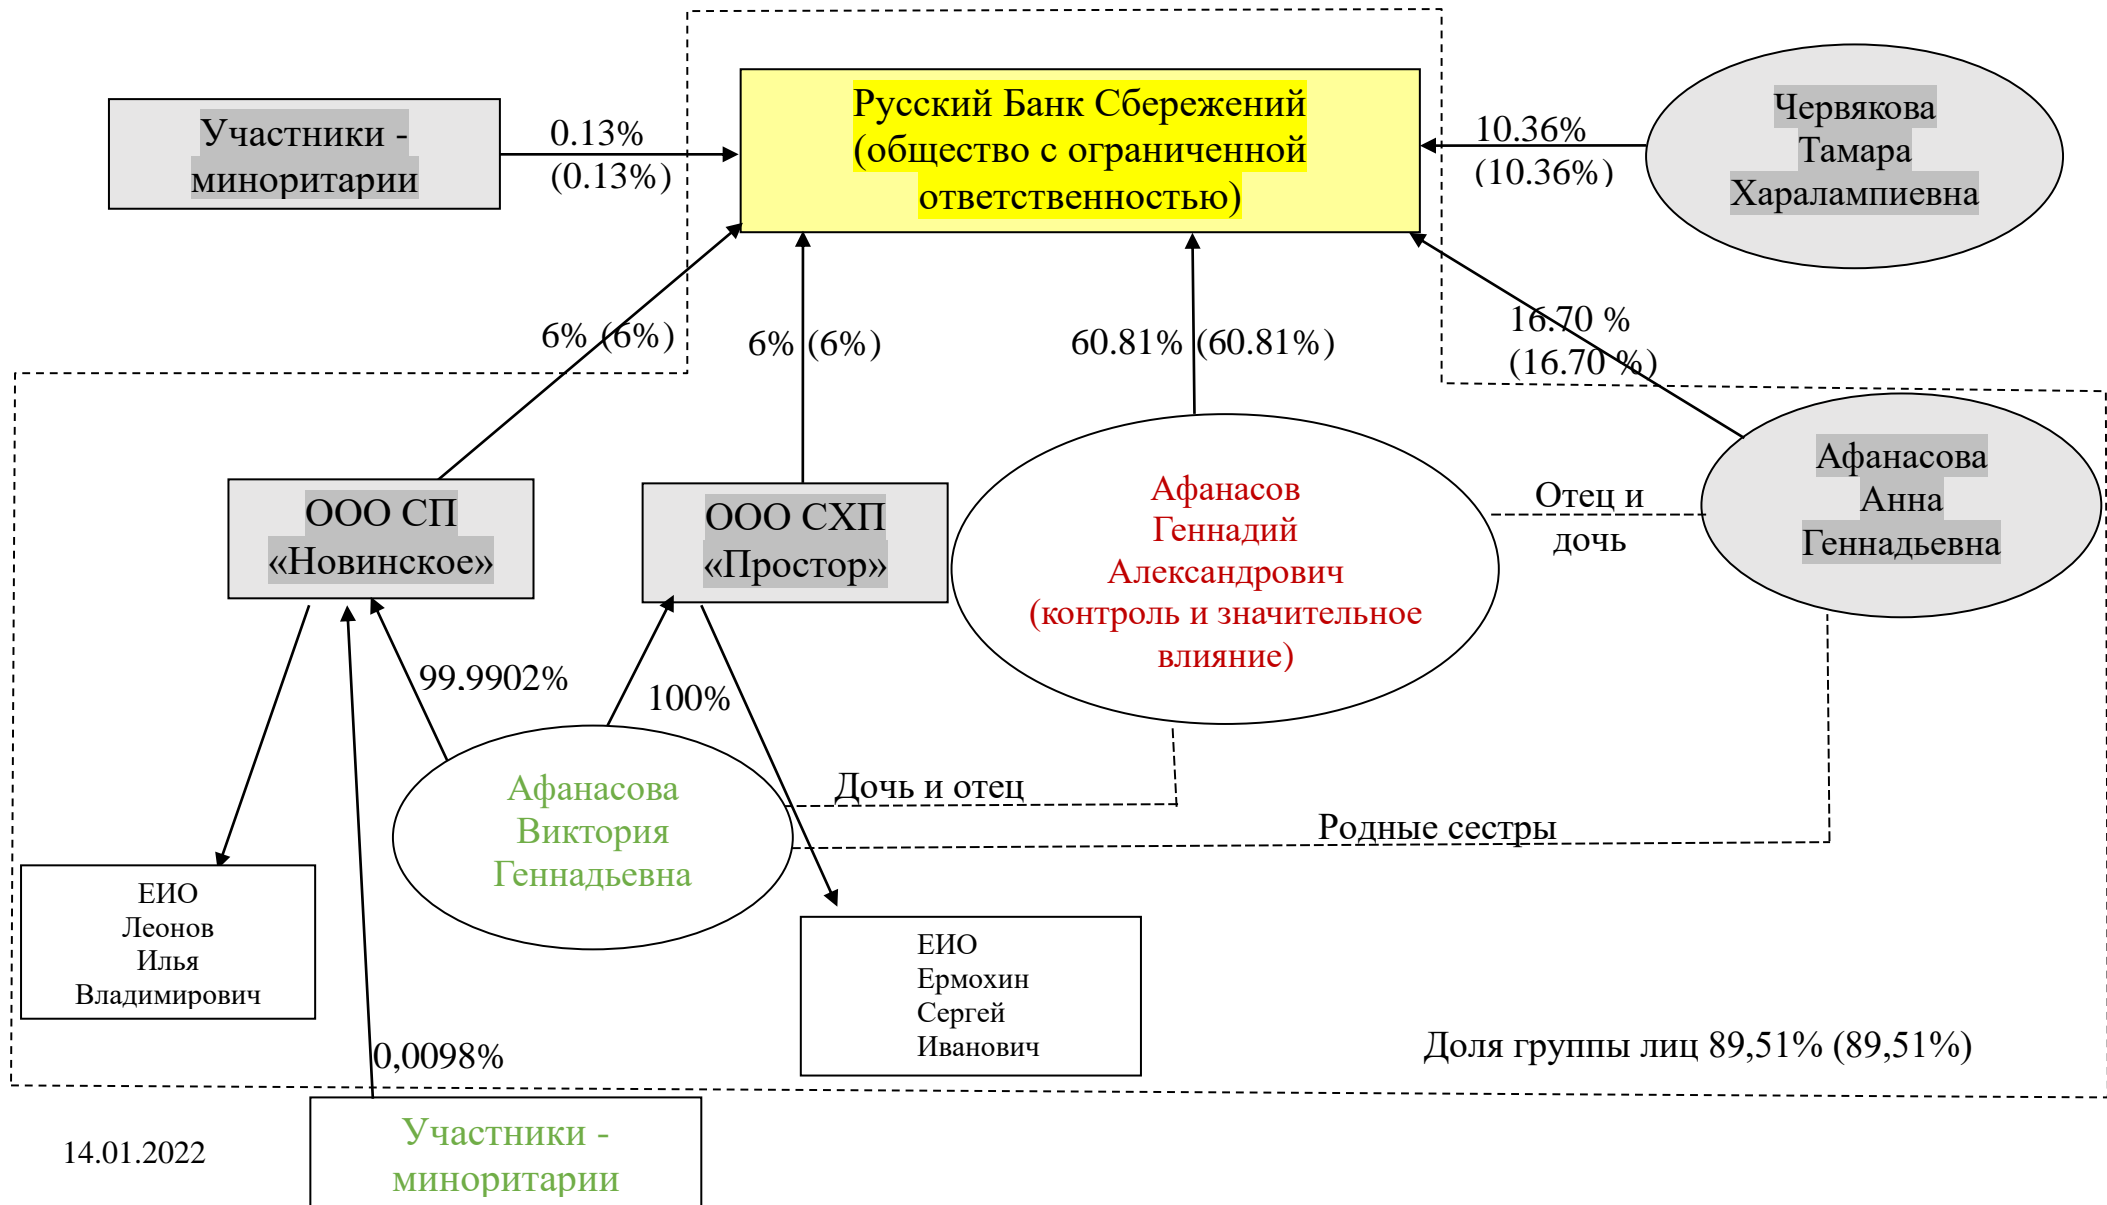 Русский Банк Сбережений
(общество с ограниченной
ответственностью)
Участники -
миноритарии
0.13%
(0.13%)
10.36%
(10.36%)
Червякова
Тамара
Харалампиевна
6% (6%)
6% (6%)
60.81% (60.81%)
16.70 %
(16.70 %)
ООО СП
«Новинское»
ООО СХП
«Простор»
Афанасов
Геннадий
Александрович
(контроль и значительное
влияние)
Отец и
дочь
Афанасова
Анна
Геннадьевна
99.9902%
100%
Афанасова
Виктория
Геннадьевна
Дочь и отец
Родные сестры
ЕИО
Леонов
Илья
Владимирович
ЕИО
Ермохин
Сергей
Иванович
0,0098%
Доля группы лиц 89,51% (89,51%)
14.01.2022
Участники -
миноритарии